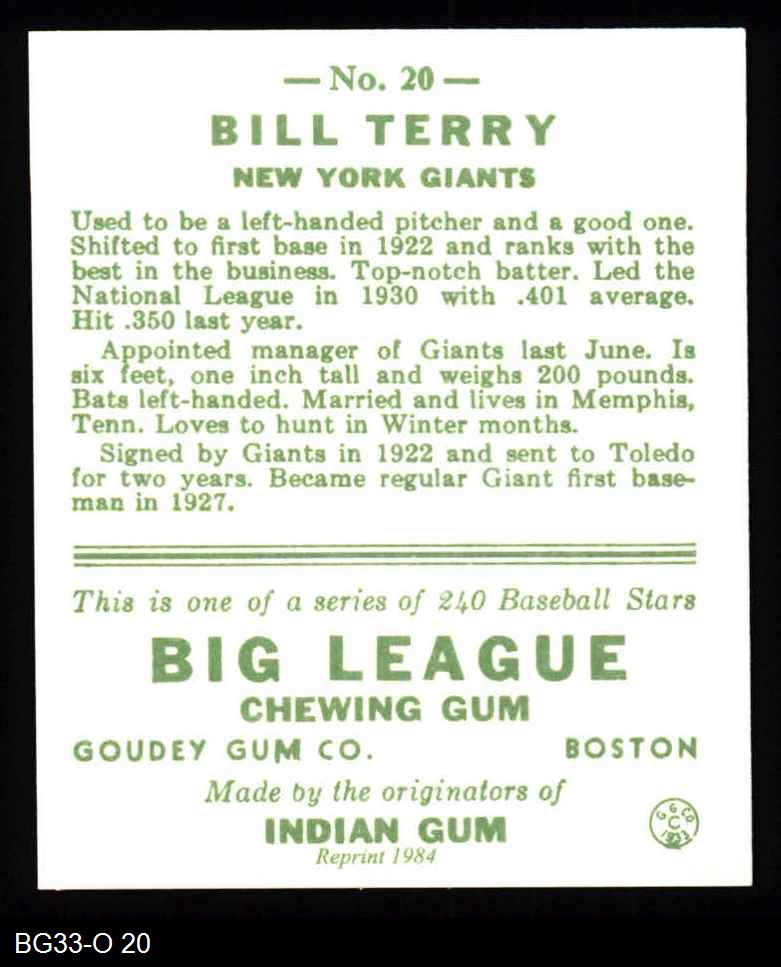 — No. 20 —
BILL TERRY
NEW YORK GIANTS
Used to be a left-handed pitcher and a good one.
Shifted to first base in 1922 and ranks with the
best in the business. Top-notch batter. Led the
National League in 1930 with .401 average.
Hit .350 last year.
Appointed manager of Giants last June. Is
six feet, one inch tall and weighs 200 pounds.
Bats left-handed. Married and lives in Memphis,
Tenn. Loves to hunt in Winter months.
Signed by Giants in 1922 and sent to Toledo
for two years. Became regular Giant first base-
man in 1927.
This is one of a series of 240 Baseball Stars
BIG LEAGUE
CHEWING GUM
GOUDEY GUM CO. BOSTON
Made by the originators of
INDIAN GUM
Reprint 1984
G.G.CO.
C
1933
BG33-O 20